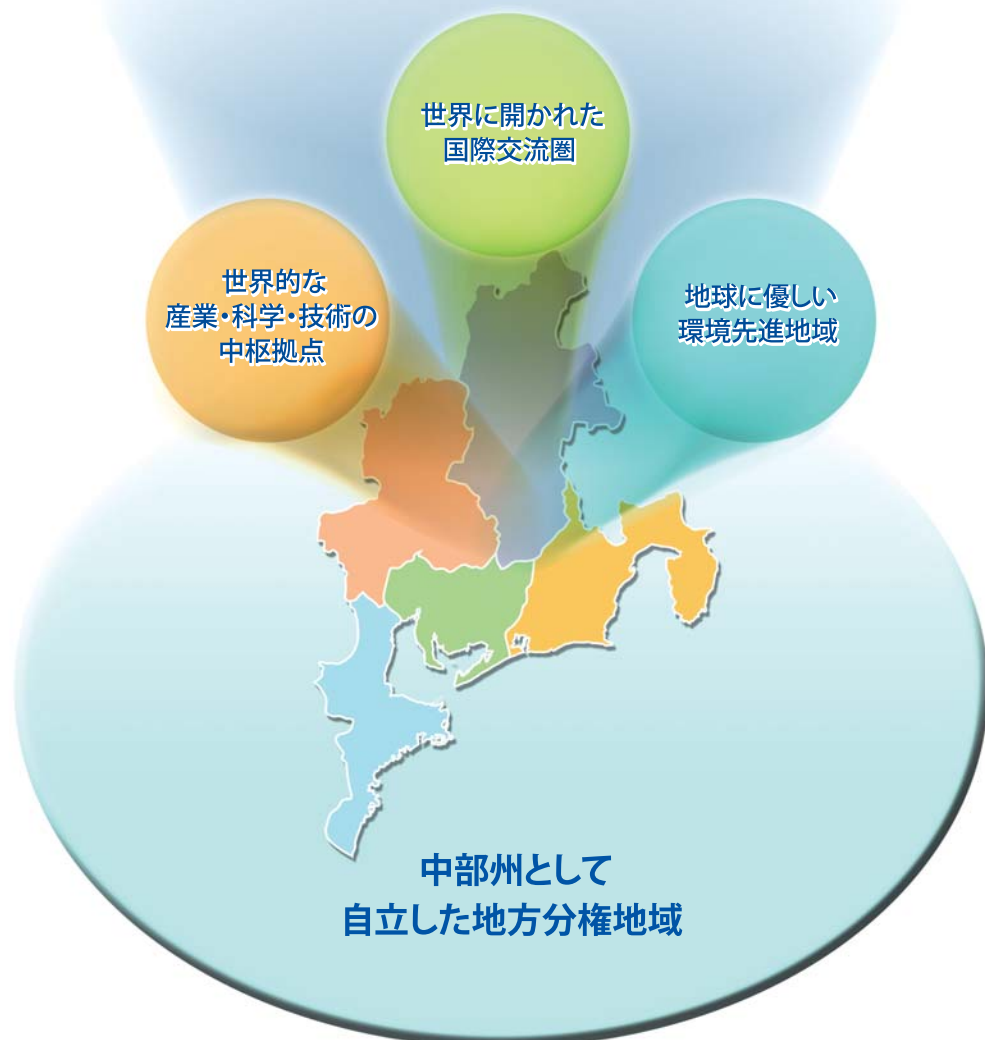 世界に開かれた
国際交流圏
世界的な
産業・科学・技術の
中枢拠点
地球に優しい
環境先進地域
中部州として
自立した地方分権地域